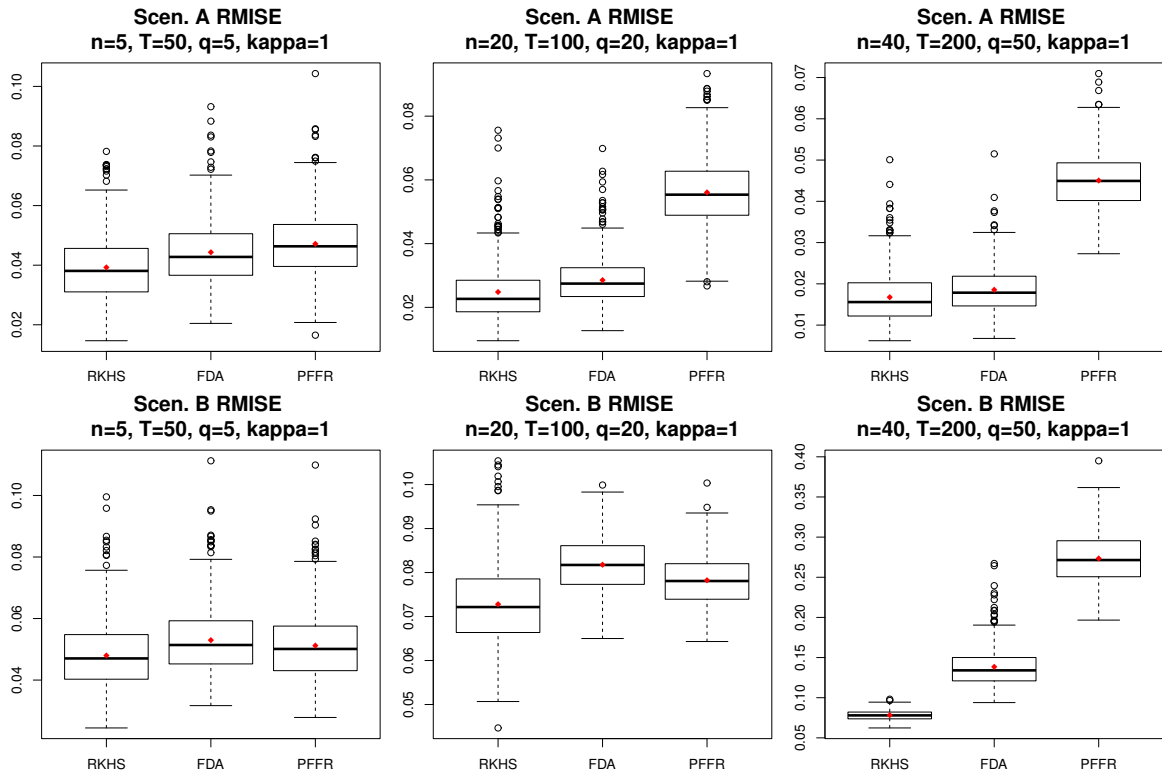 Scen. A RMISE
n=5, T=50, q=5, kappa=1
0.10
0.08
0.06
0.04
0.02
RKHS FDA PFFR
Scen. A RMISE
n=20, T=100, q=20, kappa=1
0.08
0.06
0.04
0.02
RKHS FDA PFFR
Scen. A RMISE
n=40, T=200, q=50, kappa=1
0.07
0.06
0.05
0.04
0.03
0.02
0.01
RKHS FDA PFFR
Scen. B RMISE
n=5, T=50, q=5, kappa=1
0.10
0.08
0.06
0.04
RKHS FDA PFFR
Scen. B RMISE
n=20, T=100, q=20, kappa=1
0.10
0.09
0.08
0.07
0.06
0.05
RKHS FDA PFFR
Scen. B RMISE
n=40, T=200, q=50, kappa=1
0.40
0.35
0.30
0.25
0.20
0.15
0.10
0.05
RKHS FDA PFFR